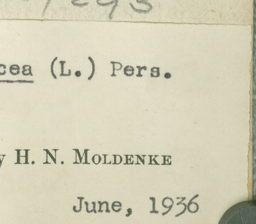 cea (L.) Pers.
y H. N. MOLDENKE
June, 1936